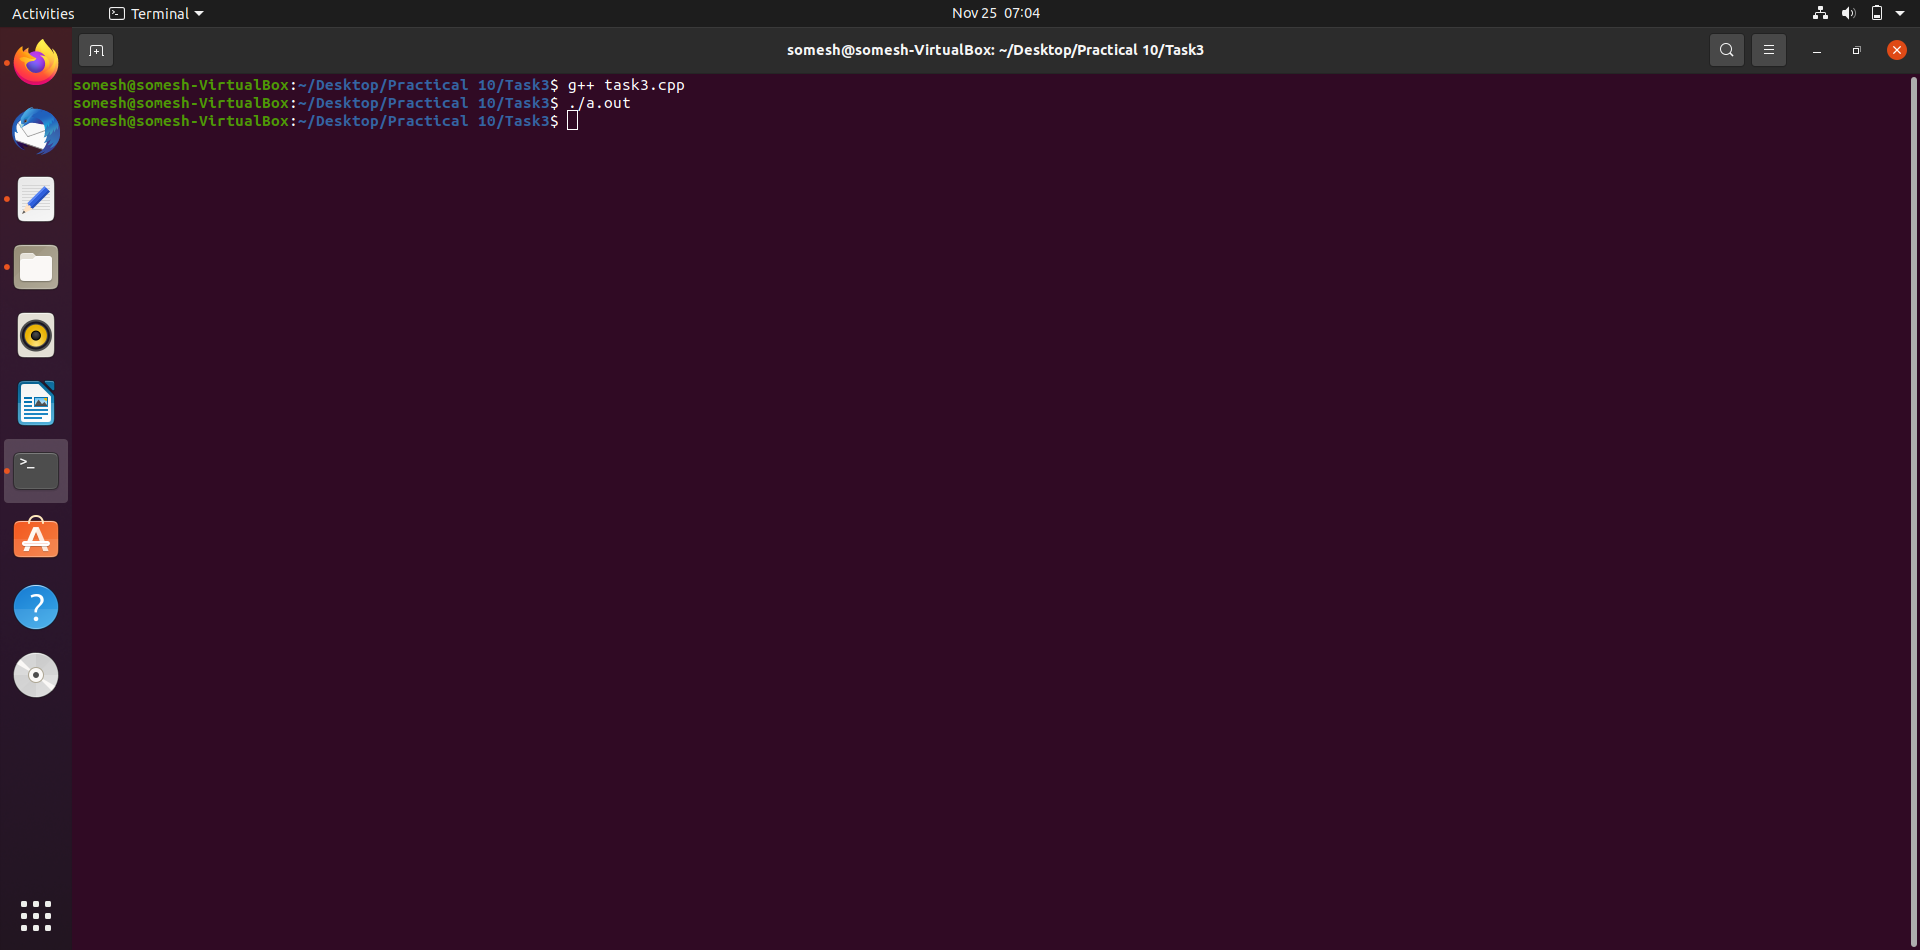 Activities Terminal Nov 25 07:04
somesh@somesh-VirtualBox: ~/Desktop/Practical 10/Task3
somesh@somesh-VirtualBox:~/Desktop/Practical 10/Task3$ g++ task3.cpp
somesh@somesh-VirtualBox:~/Desktop/Practical 10/Task3$ ./a.out
somesh@somesh-VirtualBox:~/Desktop/Practical 10/Task3$